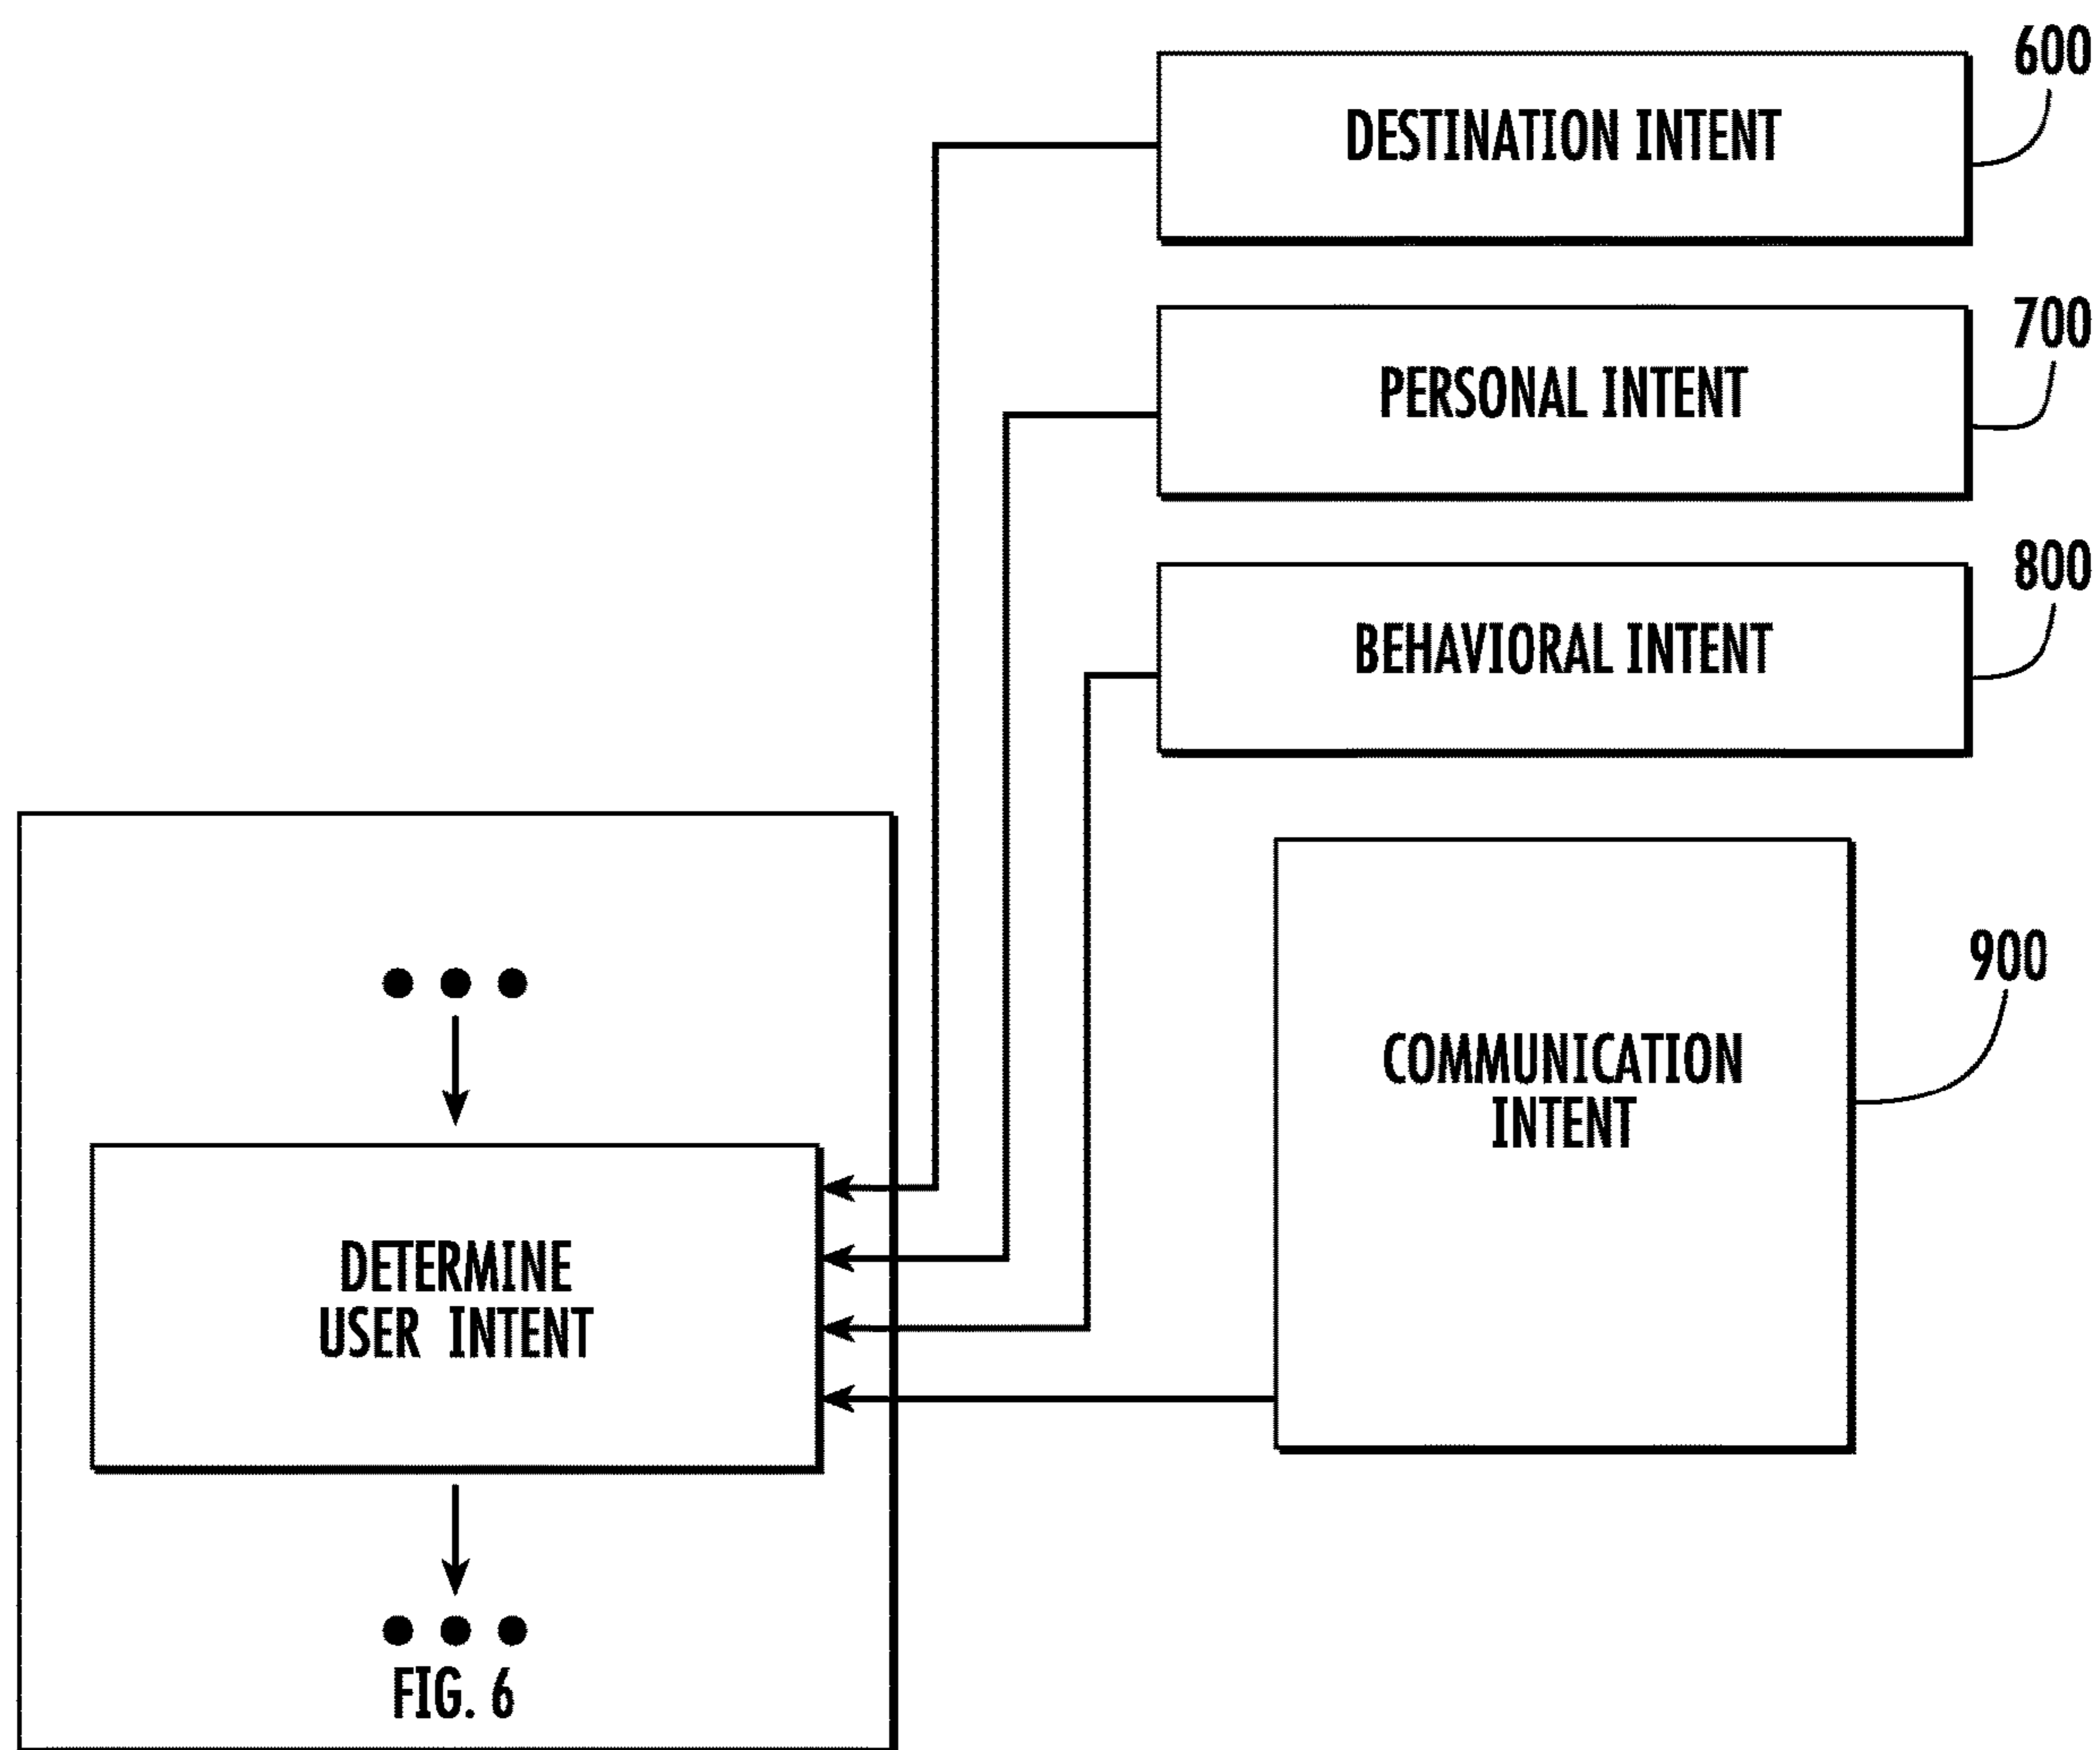 600
DESTINATION INTENT
700
PERSONAL INTENT
800
BEHAVIORAL INTENT
900
COMMUNICATION
INTENT
DETERMINE
USER INTENT
FIG. 6